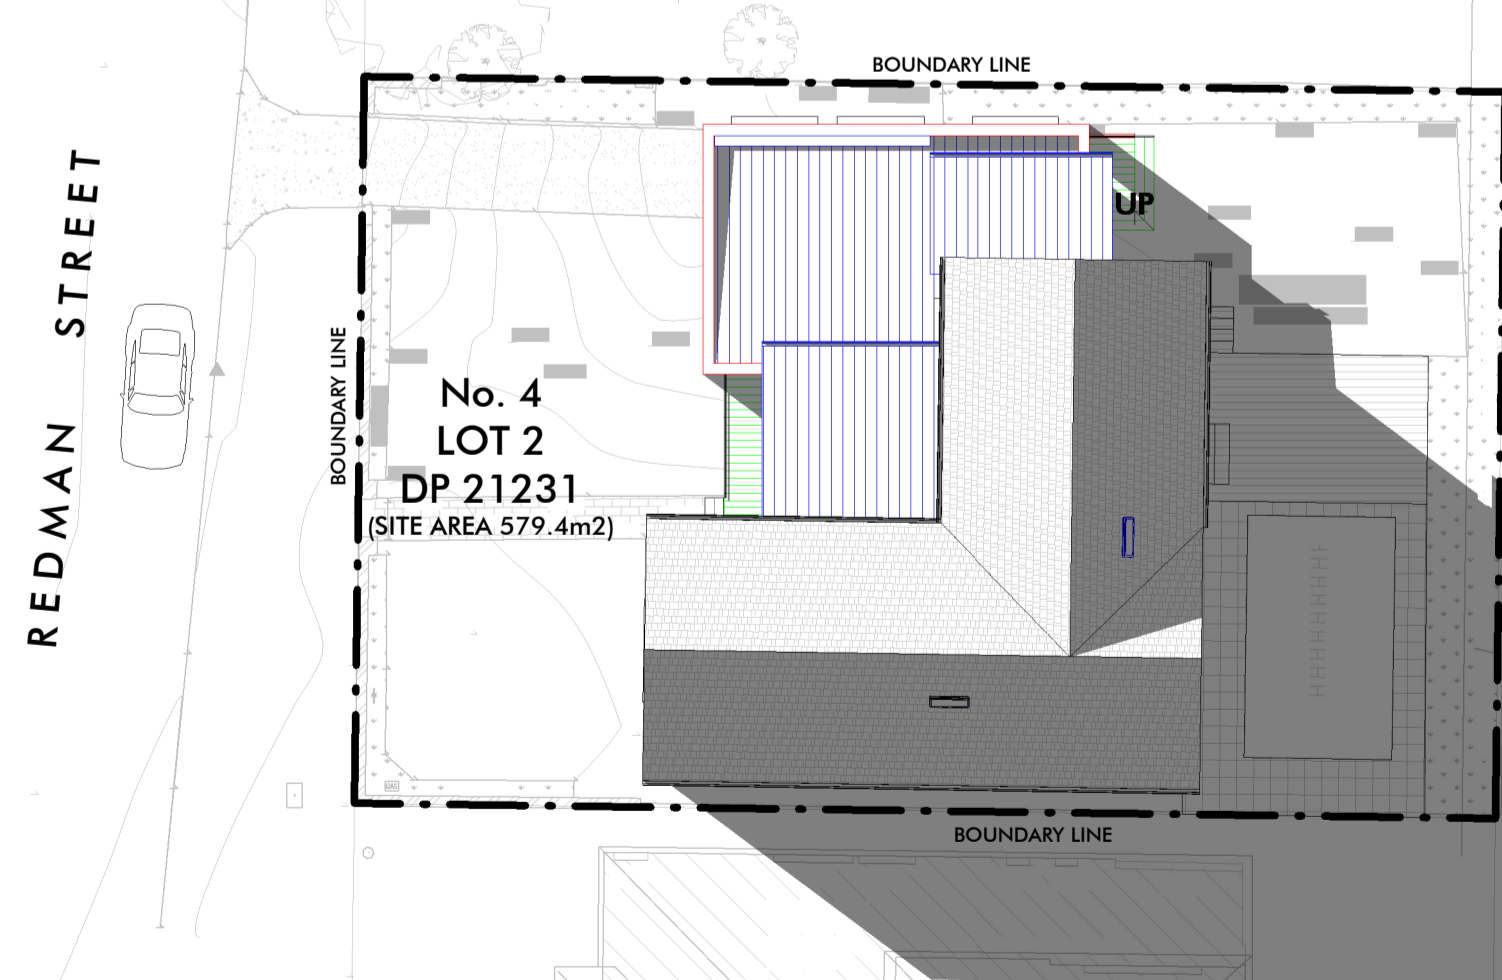 BOUNDARY LINE
REDMAN STREET
BOUNDARY LINE
UP
No. 4
LOT 2
DP 21231
(SITE AREA 579.4m2)
GAS
BOUNDARY LINE